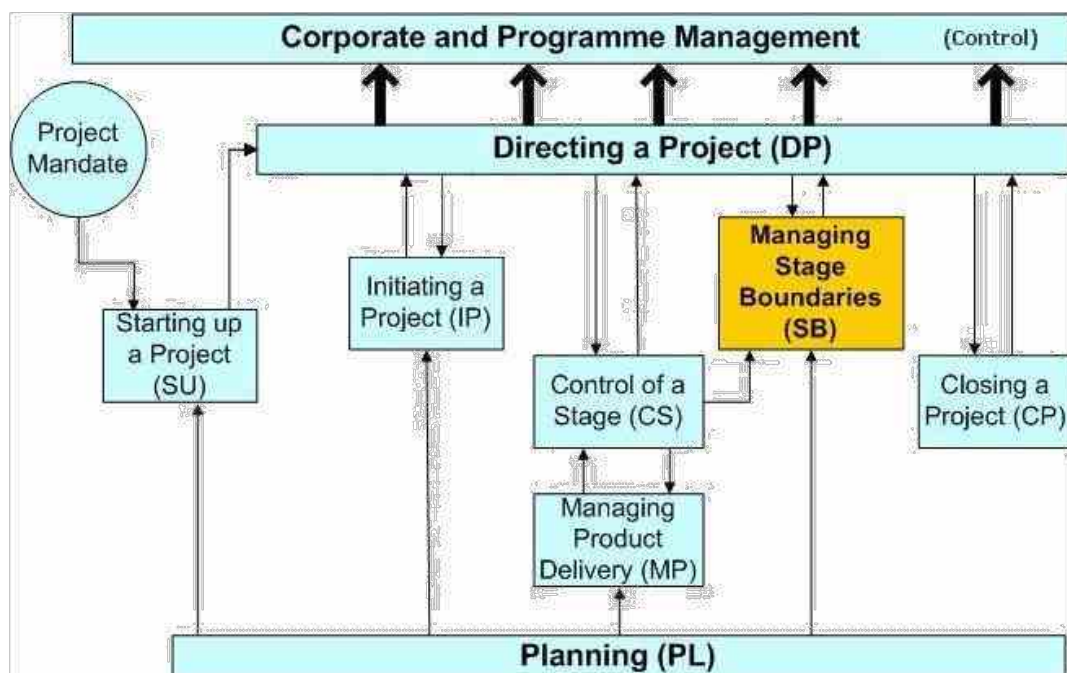 Corporate and Programme Management (Control)
Project
Mandate
Directing a Project (DP)
Managing
Stage
Boundaries
(SB)
Initiating a
Project (IP)
Starting up
a Project
(SU)
Control of a
Stage (CS)
Closing a
Project (CP)
Managing
Product
Delivery (MP)
Planning (PL)